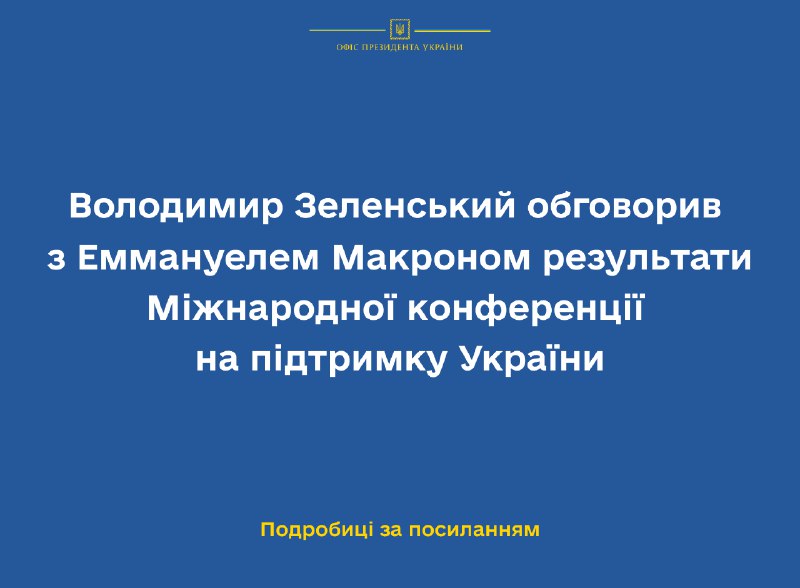 ОФІС ПРЕЗИДЕНТА УКРАЇНИ
Володимир Зеленський обговорив
з Еммануелем Макроном результати
Міжнародної конференції
на підтримку України
Подробиці за посиланням